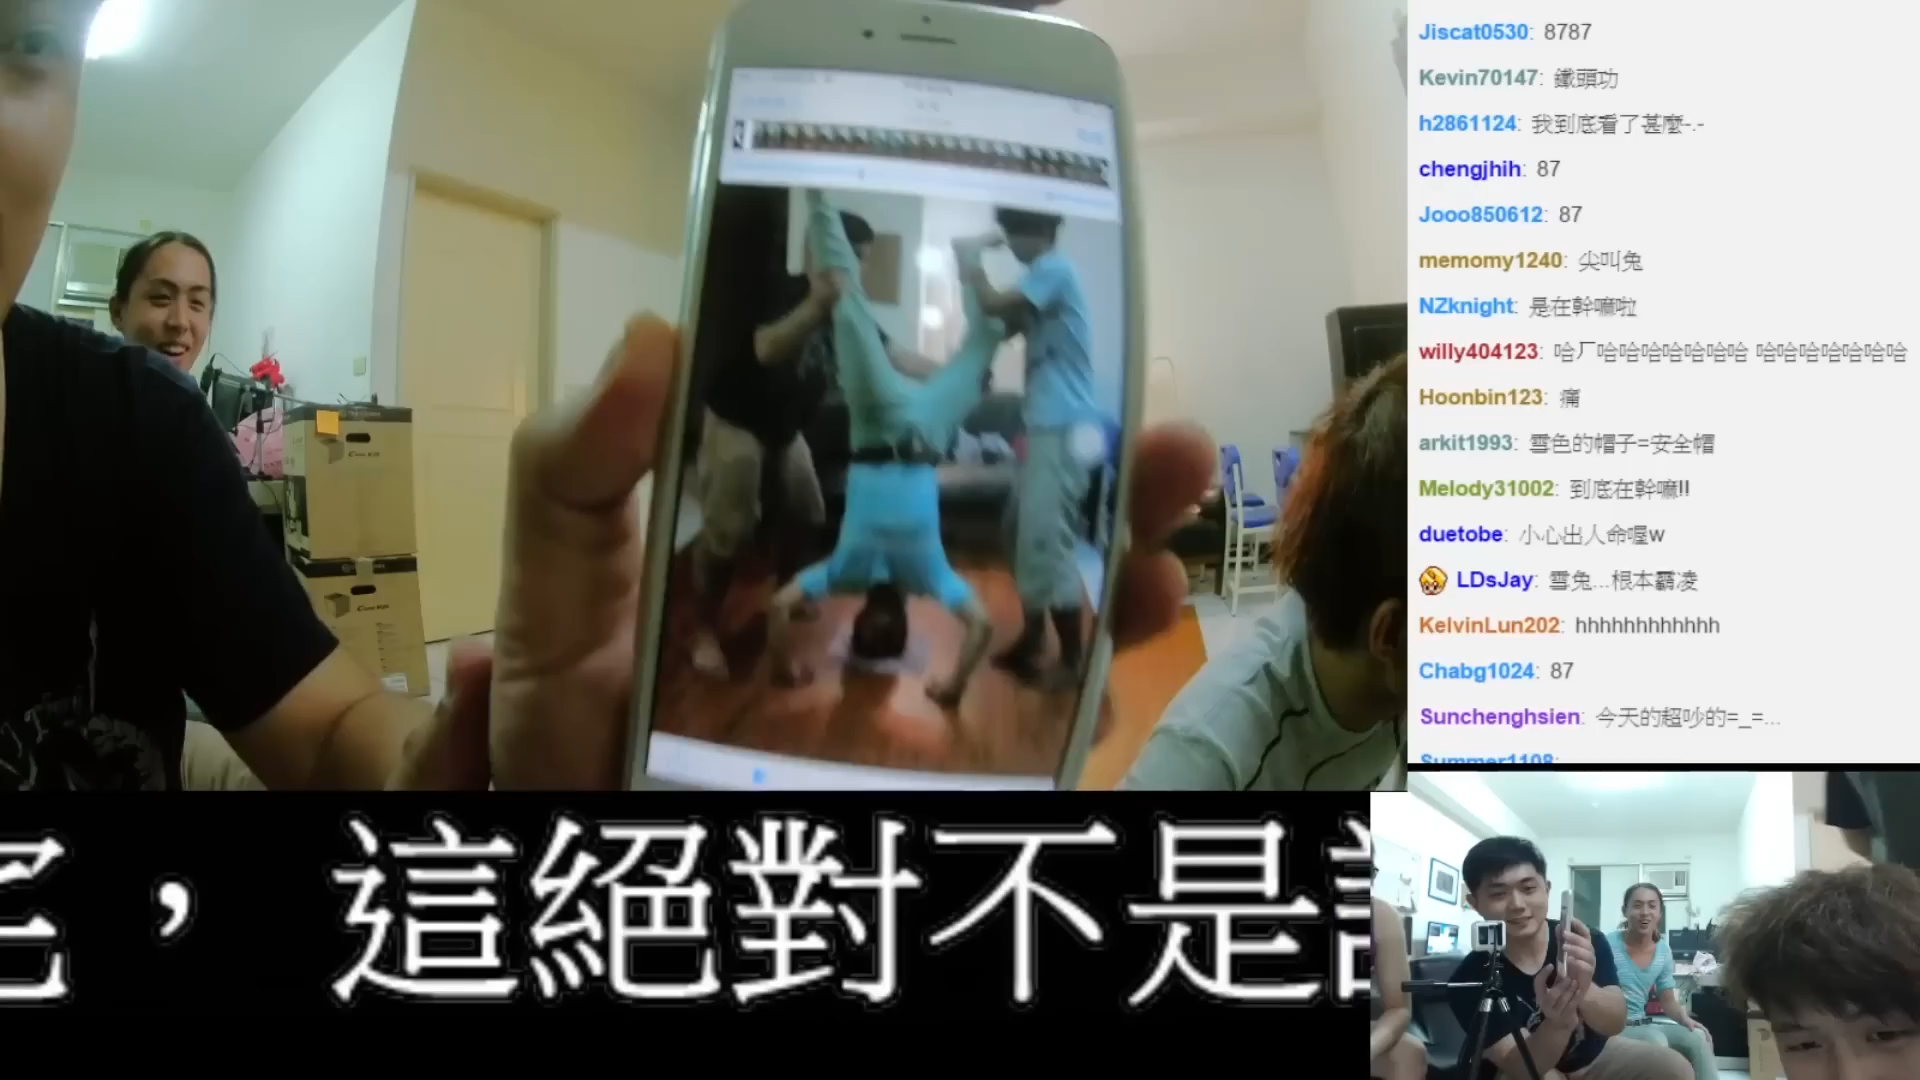 Jiscat0530: 8787
Kevin70147: 鐵頭功
h2861124: 我到底看了甚麼-.-
chengjhih: 87
Jooo850612: 87
memomy1240: 尖叫兔
NZknight: 是在幹嘛啦
willy404123: 哈厂哈哈哈哈哈哈哈 哈哈哈哈哈哈哈
Hoonbin123: 痛
arkit1993: 雪色的帽子=安全帽
Melody31002: 到底在幹嘛!!
duetobe: 小心出人命喔w
LDsJay: 雪兔...根本霸凌
KelvinLun202: hhhhhhhhhhhh
Chabg1024: 87
Sunchenghsien: 今天的超吵的=_=...
Summer1108:
， 這絕對不是